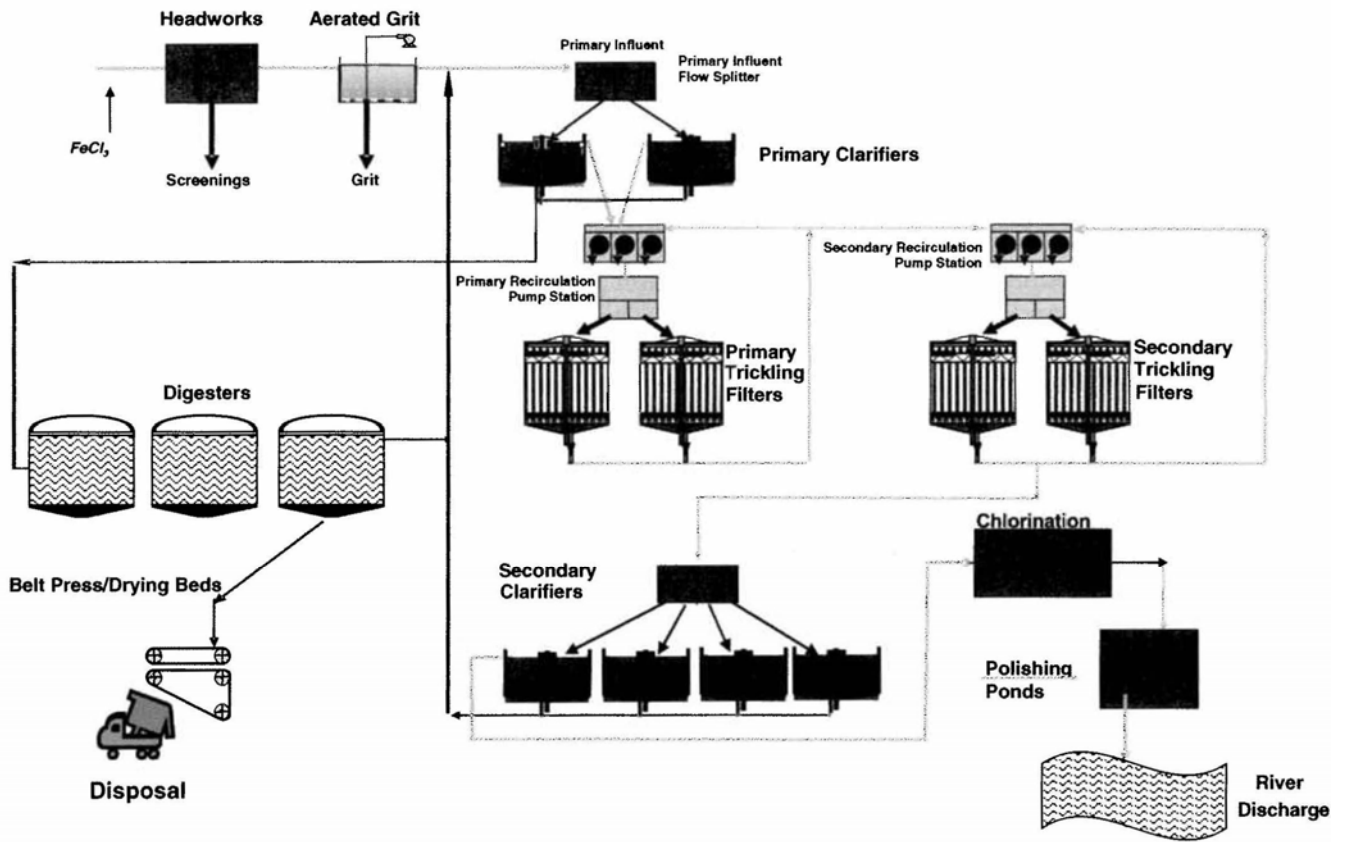 Headworks
Aerated Grit
Primary Influent
Primary Influent
Flow Splitter
FeCl3
Screenings
Grit
Primary Clarifiers
Secondary Recirculation
Pump Station
Primary Recirculation
Pump Station
Primary
Trickling
Filters
Secondary
Trickling
Filters
Digesters
Chlorination
Belt Press/Drying Beds
Secondary
Clarifiers
Polishing
Ponds
Disposal
River
Discharge